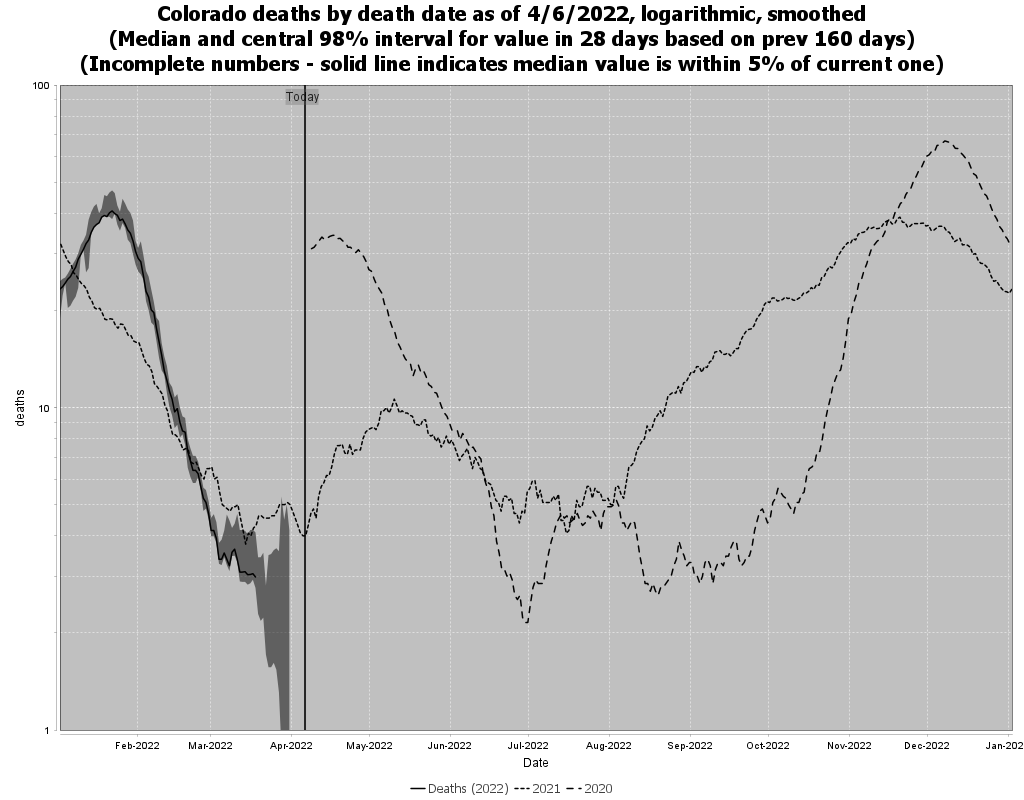 Colorado deaths by death date as of 4/6/2022, logarithmic, smoothed
(Median and central 98% interval for value in 28 days based on prev 160 days)
(Incomplete numbers - solid line indicates median value is within 5% of current one)
100
Today
deaths
10
1
Feb-2022 Mar-2022 Apr-2022 May-2022 Jun-2022 Jul-2022 Aug-2022 Sep-2022 Oct-2022 Nov-2022 Dec-2022 Jan-202
Date
Deaths (2022) 2021 2020